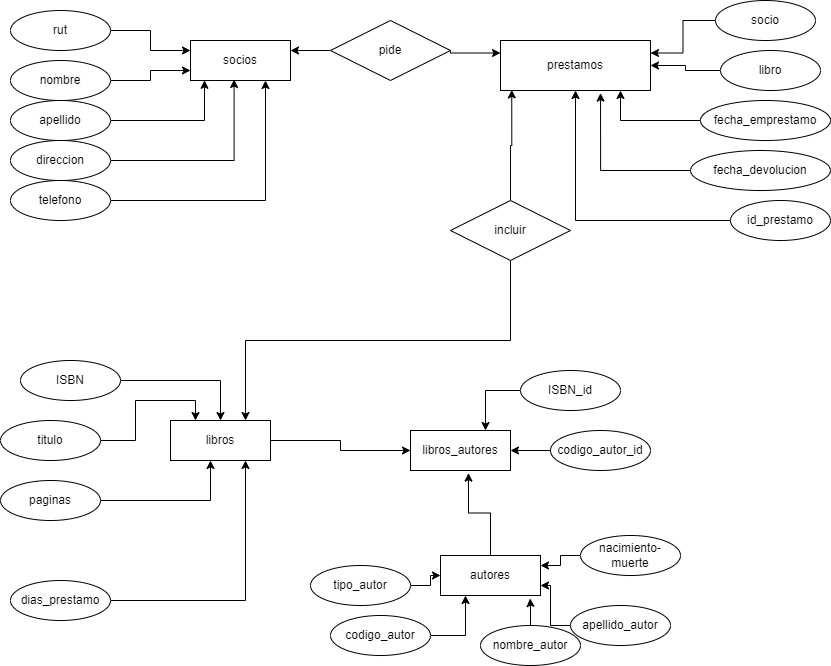 rut
socio
pide
socios
prestamos
libro
nombre
apellido
fecha_emprestamo
direccion
fecha_devolucion
telefono
id_prestamo
incluir
ISBN
ISBN_id
titulo
libros
libros_autores
codigo_autor_id
paginas
nacimiento-
muerte
autores
tipo_autor
dias_prestamo
apellido_autor
codigo_autor
nombre_autor